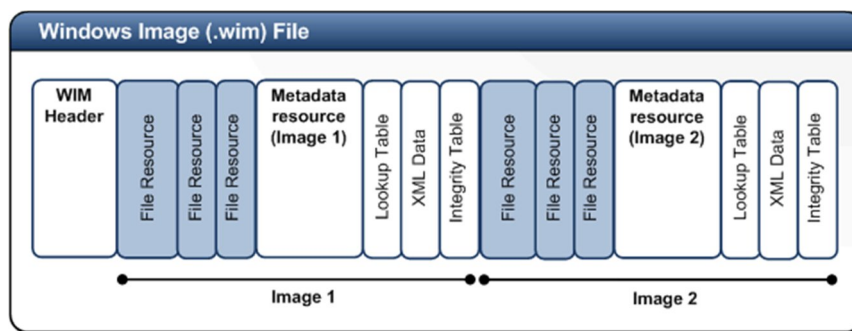 Windows Image (.wim) File
WIM
Header
File Resource
File Resource
File Resource
Metadata
resource
(Image 1)
Lookup Table
XML Data
Integrity Table
File Resource
File Resource
File Resource
Metadata
resource
(Image 2)
Lookup Table
XML Data
Integrity Table
Image 1
Image 2